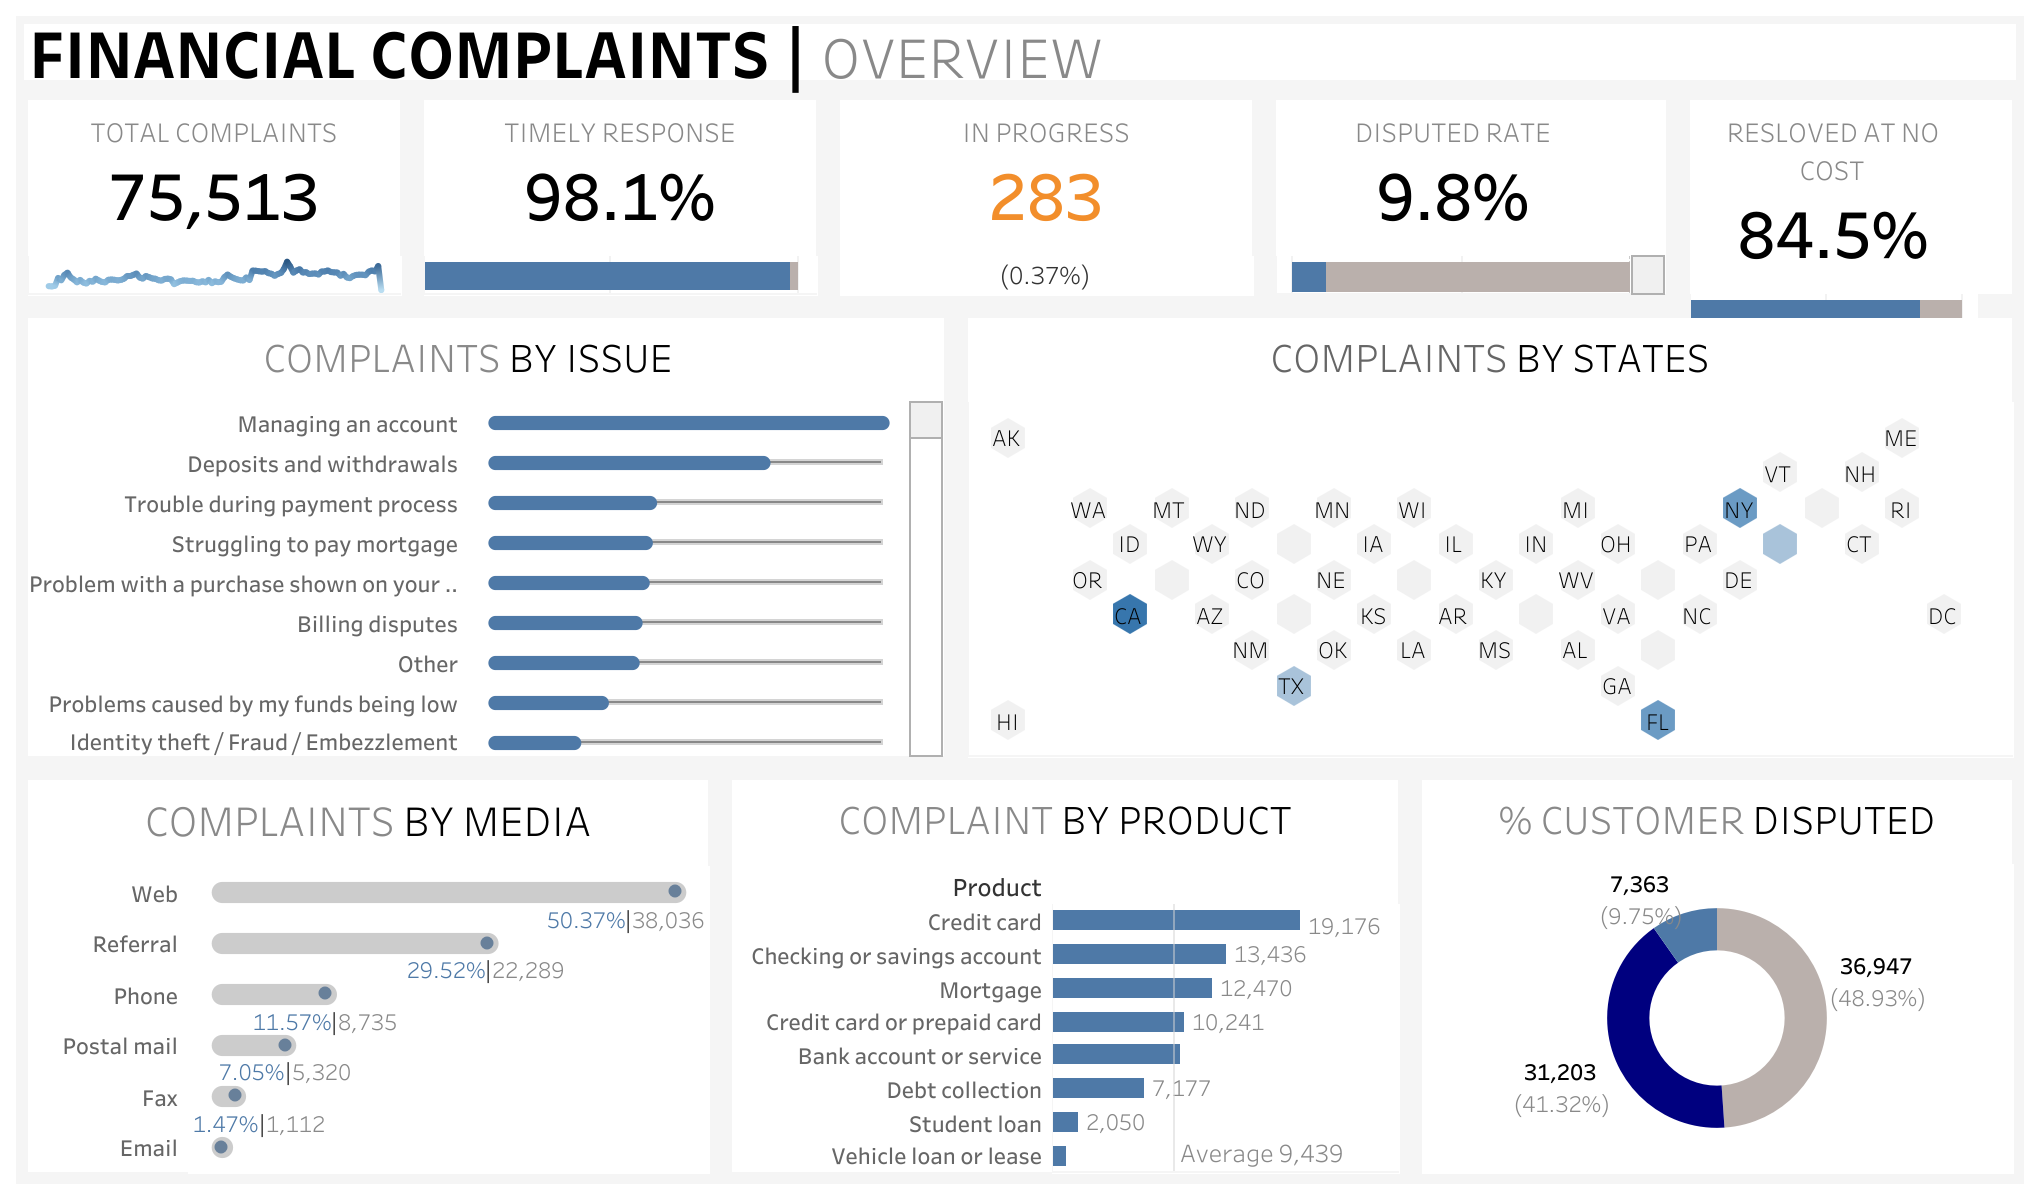 FINANCIAL COMPLAINTS | OVERVIEW
TOTAL COMPLAINTS
75,513
TIMELY RESPONSE
98.1%
IN PROGRESS
283
(0.37%)
DISPUTED RATE
9.8%
RESLOVED AT NO
COST
84.5%
COMPLAINTS BY ISSUE
Managing an account
Deposits and withdrawals
Trouble during payment process
Struggling to pay mortgage
Problem with a purchase shown on your ..
Billing disputes
Other
Problems caused by my funds being low
Identity theft / Fraud / Embezzlement
COMPLAINTS BY STATES
AK ME
VT NH
WA MT ND MN WI MI NY RI
ID WY IA IL IN OH PA CT
OR CO NE KY WV DE
CA AZ KS AR VA NC DC
NM OK LA MS AL
TX GA
HI FL
COMPLAINTS BY MEDIA
Web
50.37%|38,036
Referral
29.52%|22,289
Phone
11.57%|8,735
Postal mail
7.05%|5,320
Fax
1.47%|1,112
Email
COMPLAINT BY PRODUCT
Product
Credit card 19,176
Checking or savings account 13,436
Mortgage 12,470
Credit card or prepaid card 10,241
Bank account or service
Debt collection 7,177
Student loan 2,050
Vehicle loan or lease Average 9,439
% CUSTOMER DISPUTED
7,363
(9.75%)
36,947
(48.93%)
31,203
(41.32%)